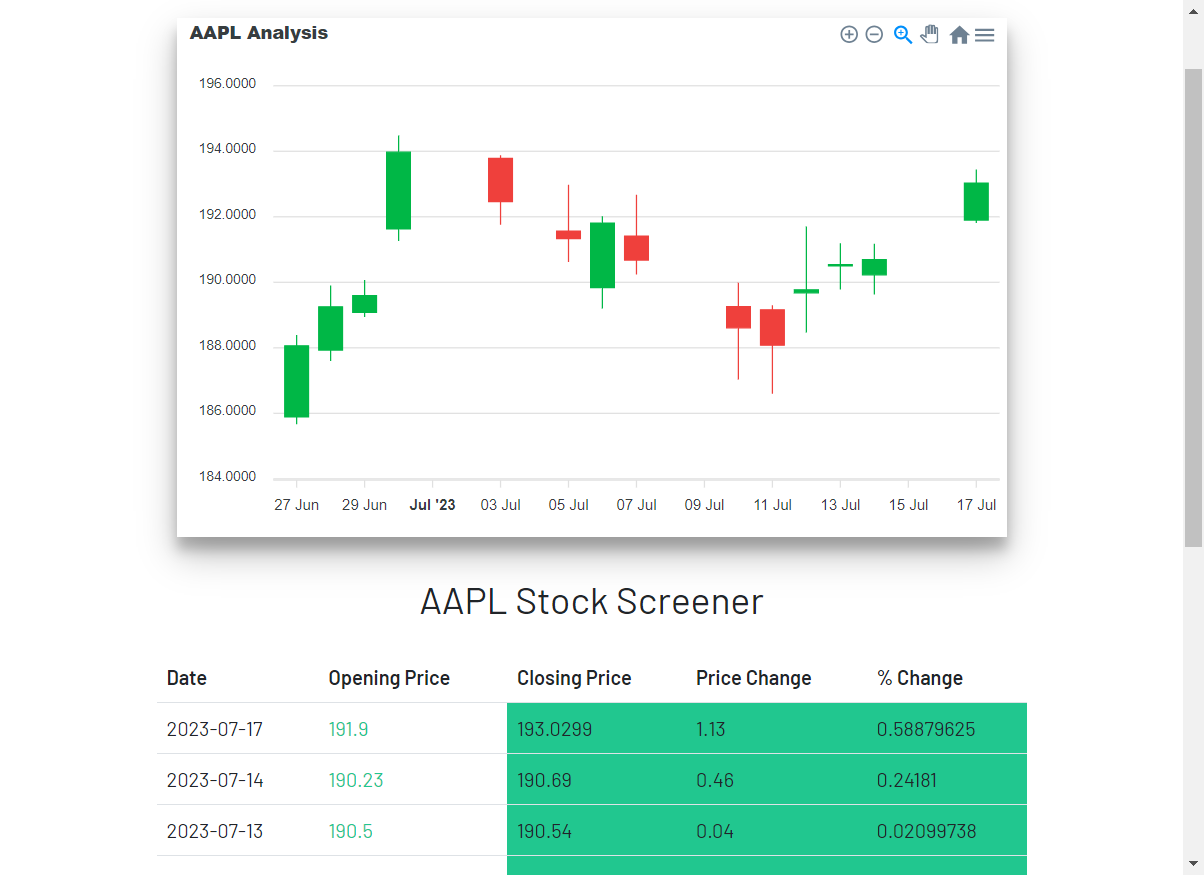 AAPL Analysis
196.0000
194.0000
192.0000
190.0000
188.0000
186.0000
184.0000
27 Jun 29 Jun Jul '23 03 Jul 05 Jul 07 Jul 09 Jul 11 Jul 13 Jul 15 Jul 17 Jul
AAPL Stock Screener
Date Opening Price Closing Price Price Change % Change
2023-07-17 191.9 193.0299 1.13 0.58879625
2023-07-14 190.23 190.69 0.46 0.24181
2023-07-13 190.5 190.54 0.04 0.02099738